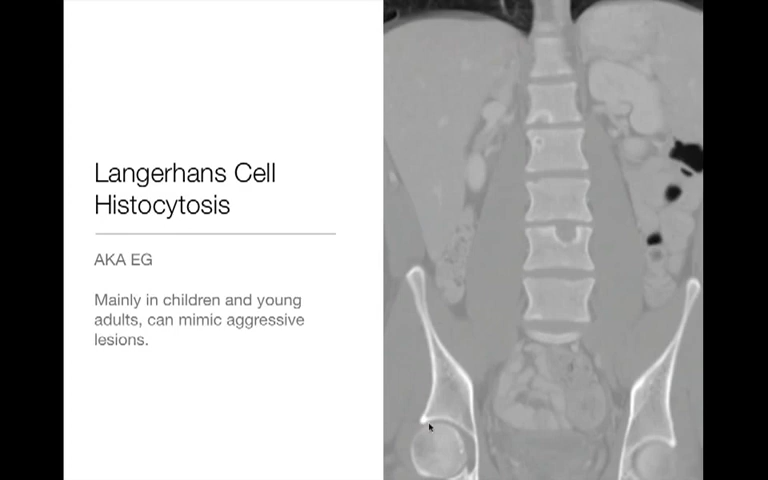 Langerhans Cell
Histocytosis
AKA EG
Mainly in children and young
adults, can mimic aggressive
lesions.